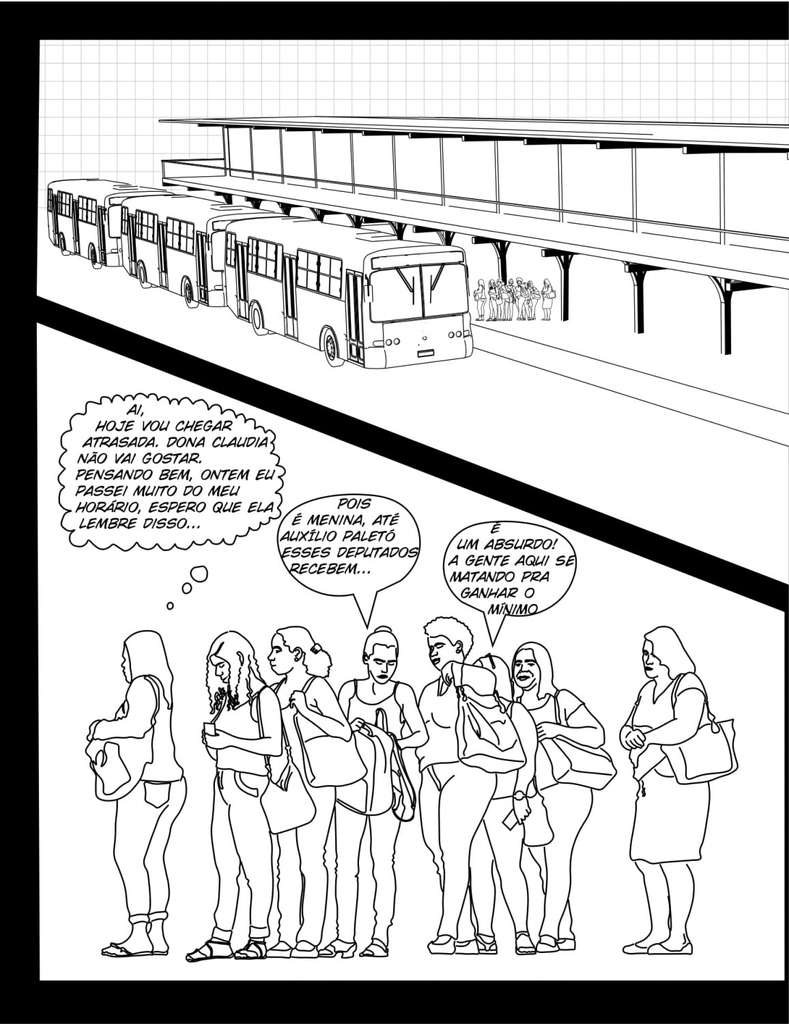 AI,
HOJE VOU CHEGAR
ATRASADA. DONA CLAUDIA
NÃO VAI GOSTAR.
PENSANDO BEM, ONTEM EU
PASSEI MUITO DO MEU
HORÁRIO, ESPERO QUE ELA
LEMBRE DISSO...
POIS
É MENINA, ATÉ
AUXÍLIO PALETÓ
ESSES DEPUTADOS
RECEBEM...
É
UM ABSURDO!
A GENTE AQUI SE
MATANDO PRA
GANHAR O
MÍNIMO